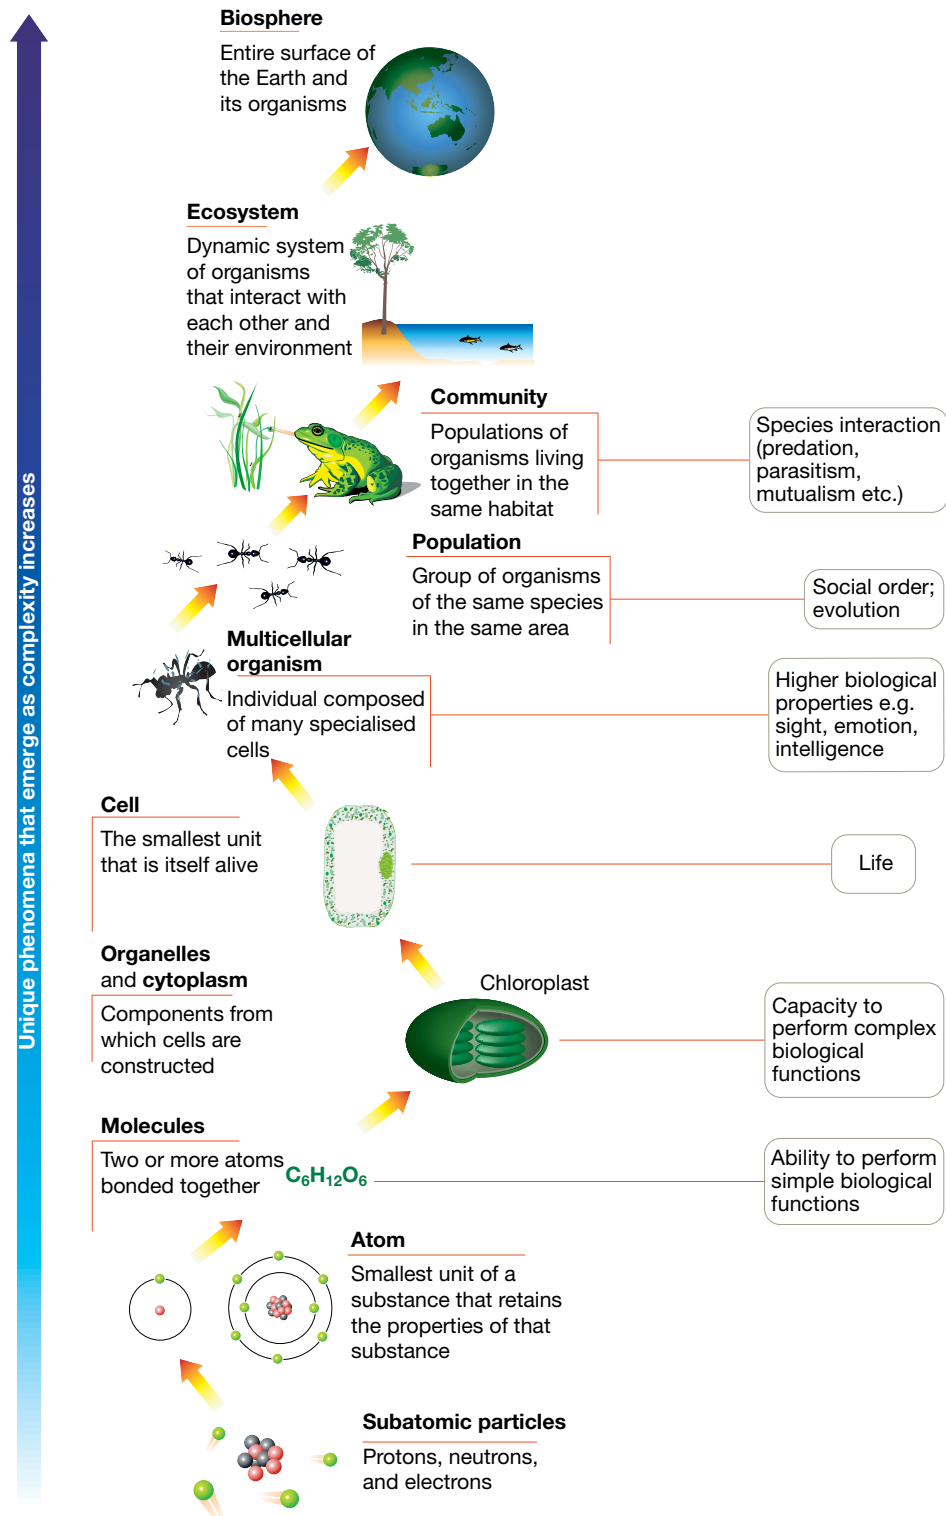 Biosphere
Entire surface of
the Earth and
its organisms
Ecosystem
Dynamic system
of organisms
that interact with
each other and
their environment
Community
Populations of
organisms living
together in the
same habitat
Species interaction
(predation,
parasitism,
mutualism etc.)
Population
Group of organisms
of the same species
in the same area
Social order;
evolution
Multicellular
organism
Individual composed
of many specialised
cells
Higher biological
properties e.g.
sight, emotion,
intelligence
Cell
The smallest unit
that is itself alive
Life
Organelles
and cytoplasm
Components from
which cells are
constructed
Chloroplast
Capacity to
perform complex
biological
functions
Molecules
Two or more atoms
bonded together
C₆H₁₂O₆
Ability to perform
simple biological
functions
Atom
Smallest unit of a
substance that retains
the properties of that
substance
Subatomic particles
Protons, neutrons,
and electrons
Unique phenomena that emerge as complexity increases